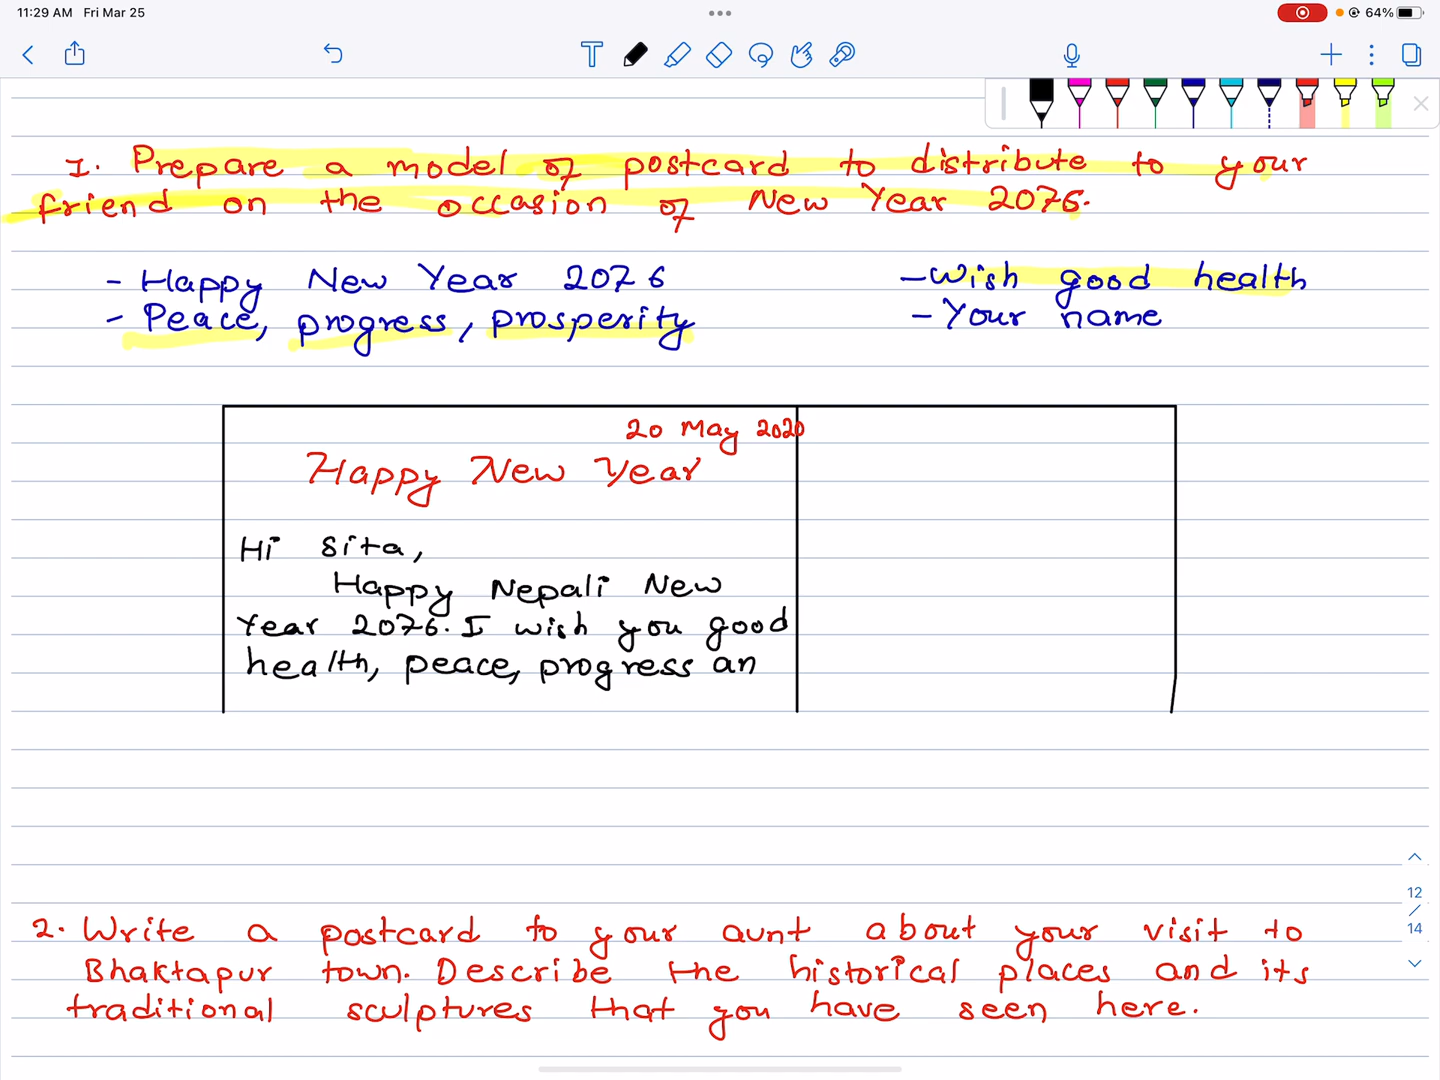 11:29 AM Fri Mar 25
64%
1. Prepare a model of postcard to distribute to your
friend on the occasion of New Year 2076.
- Happy New Year 2076
- Peace, progress, prosperity
- Wish good health
- Your name
20 May 2020
Happy New Year
Hi Sita,
Happy Nepali New
Year 2076. I wish you good
health, peace, progress an
12
/
14
2. Write a postcard to your aunt about your visit to
Bhaktapur town. Describe the historical places and its
traditional sculptures that you have seen here.